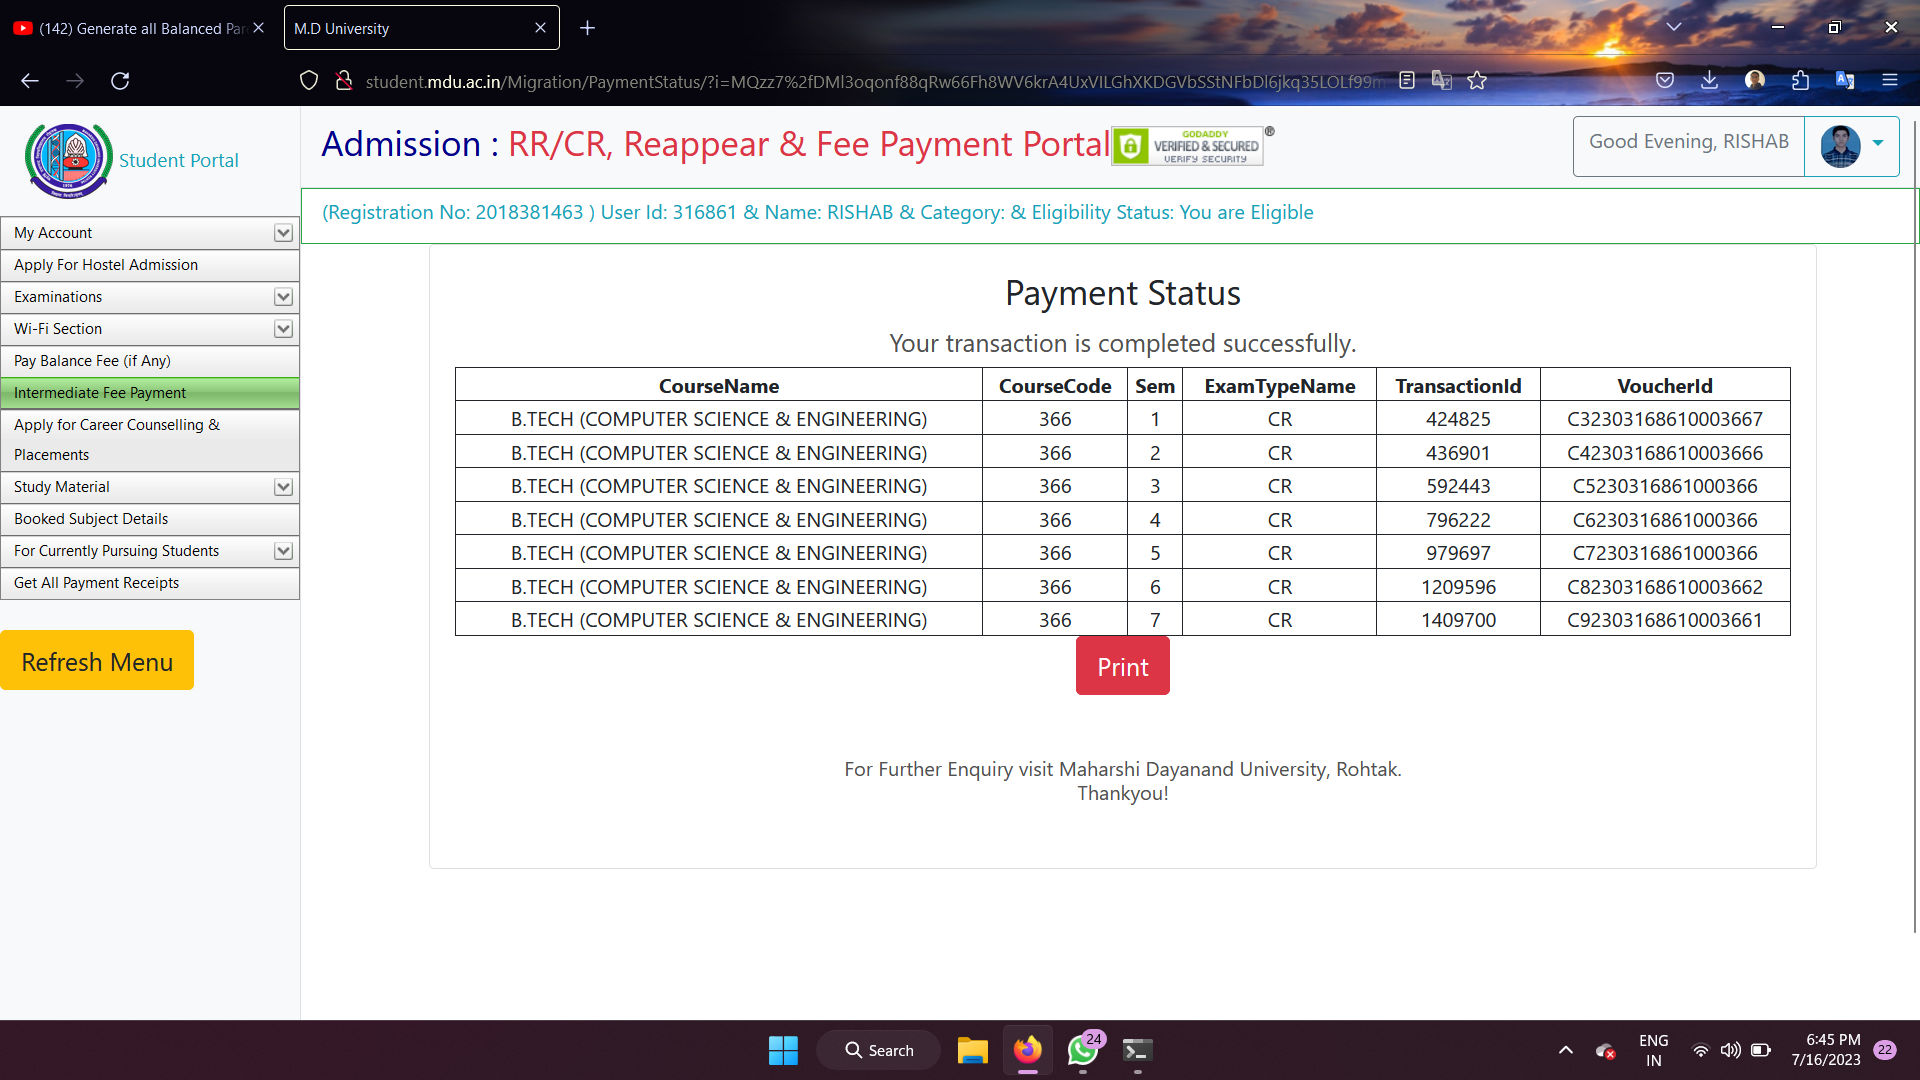 (142) Generate all Balanced Par
M.D University
student.mdu.ac.in/Migration/PaymentStatus/?i=MQzz7%2fDMl3oqonf88qRw66Fh8WV6krA4UxVILGhXKDGVbSStNFbDl6jkq35LOLf99m
Student Portal
Admission : RR/CR, Reappear & Fee Payment Portal
GODADDY
VERIFIED & SECURED
VERIFY SECURITY
®
Good Evening, RISHAB
(Registration No: 2018381463 ) User Id: 316861 & Name: RISHAB & Category: & Eligibility Status: You are Eligible
My Account
Apply For Hostel Admission
Examinations
Wi-Fi Section
Pay Balance Fee (if Any)
Intermediate Fee Payment
Apply for Career Counselling &
Placements
Study Material
Booked Subject Details
For Currently Pursuing Students
Get All Payment Receipts
Refresh Menu
Payment Status
Your transaction is completed successfully.
CourseName CourseCode Sem ExamTypeName TransactionId VoucherId
B.TECH (COMPUTER SCIENCE & ENGINEERING) 366 1 CR 424825 C32303168610003667
B.TECH (COMPUTER SCIENCE & ENGINEERING) 366 2 CR 436901 C42303168610003666
B.TECH (COMPUTER SCIENCE & ENGINEERING) 366 3 CR 592443 C5230316861000366
B.TECH (COMPUTER SCIENCE & ENGINEERING) 366 4 CR 796222 C6230316861000366
B.TECH (COMPUTER SCIENCE & ENGINEERING) 366 5 CR 979697 C7230316861000366
B.TECH (COMPUTER SCIENCE & ENGINEERING) 366 6 CR 1209596 C82303168610003662
B.TECH (COMPUTER SCIENCE & ENGINEERING) 366 7 CR 1409700 C92303168610003661
Print
For Further Enquiry visit Maharshi Dayanand University, Rohtak.
Thankyou!
Search
24
ENG
IN
6:45 PM
7/16/2023
22